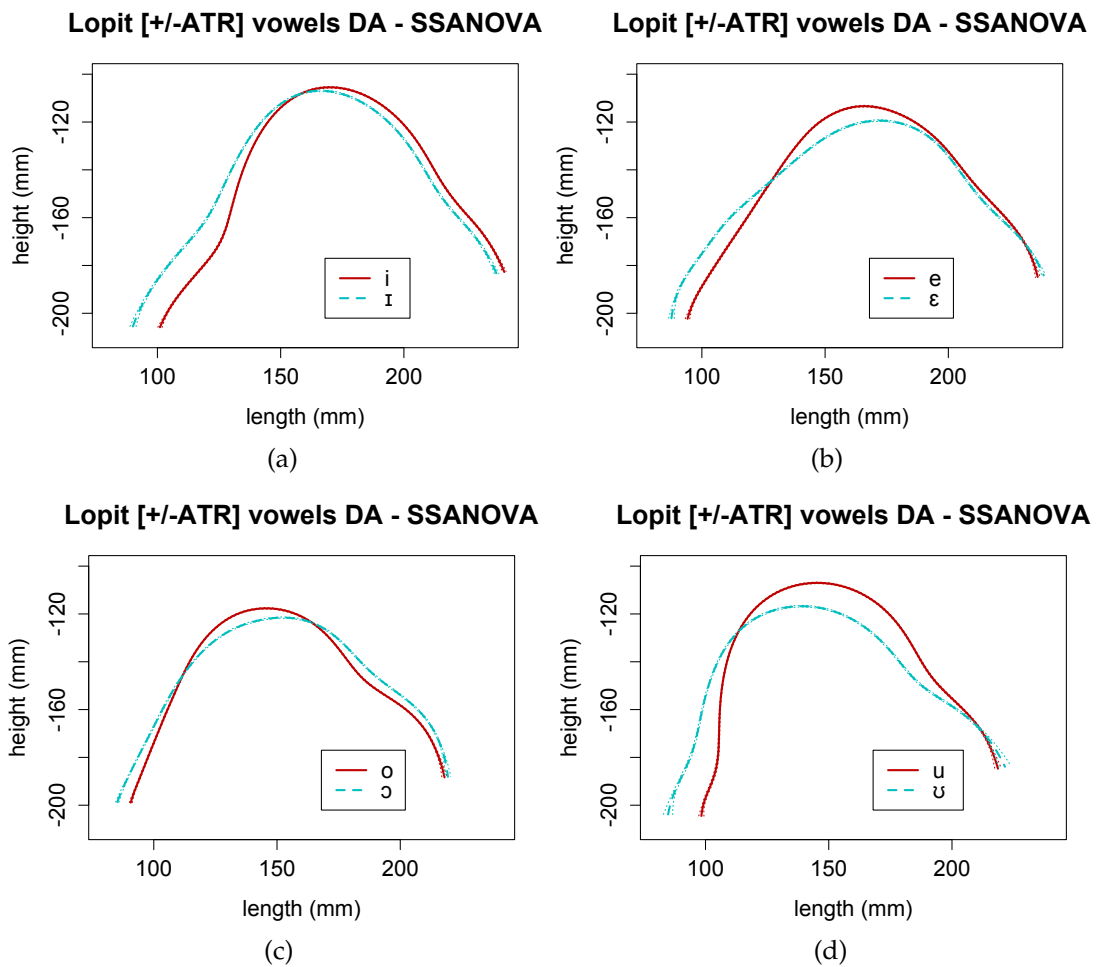 Lopit [+/-ATR] vowels DA - SSANOVA
height (mm)
-120
-160
-200
i
ɪ
100
150
200
length (mm)
(a)
Lopit [+/-ATR] vowels DA - SSANOVA
height (mm)
-120
-160
-200
e
ɛ
100
150
200
length (mm)
(b)
Lopit [+/-ATR] vowels DA - SSANOVA
height (mm)
-120
-160
-200
o
ɔ
100
150
200
length (mm)
(c)
Lopit [+/-ATR] vowels DA - SSANOVA
height (mm)
-120
-160
-200
u
ʊ
100
150
200
length (mm)
(d)